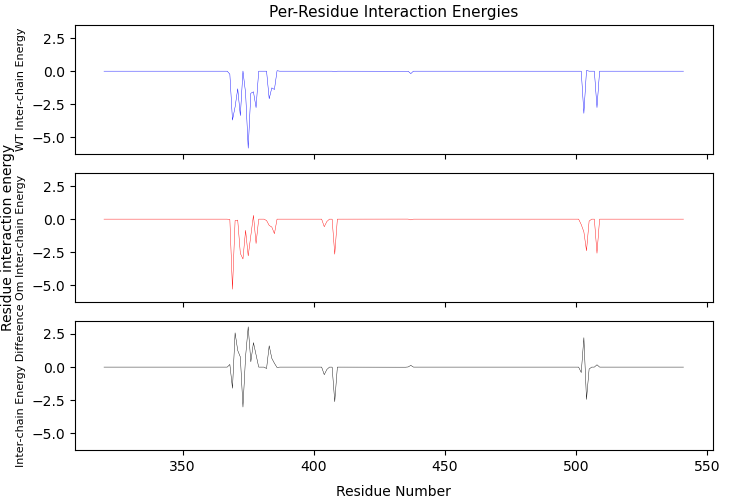 Per-Residue Interaction Energies
Residue interaction energy
WT Inter-chain Energy
2.5
0.0
−2.5
−5.0
Om Inter-chain Energy
2.5
0.0
−2.5
−5.0
Inter-chain Energy Difference
2.5
0.0
−2.5
−5.0
350
400
450
500
550
Residue Number